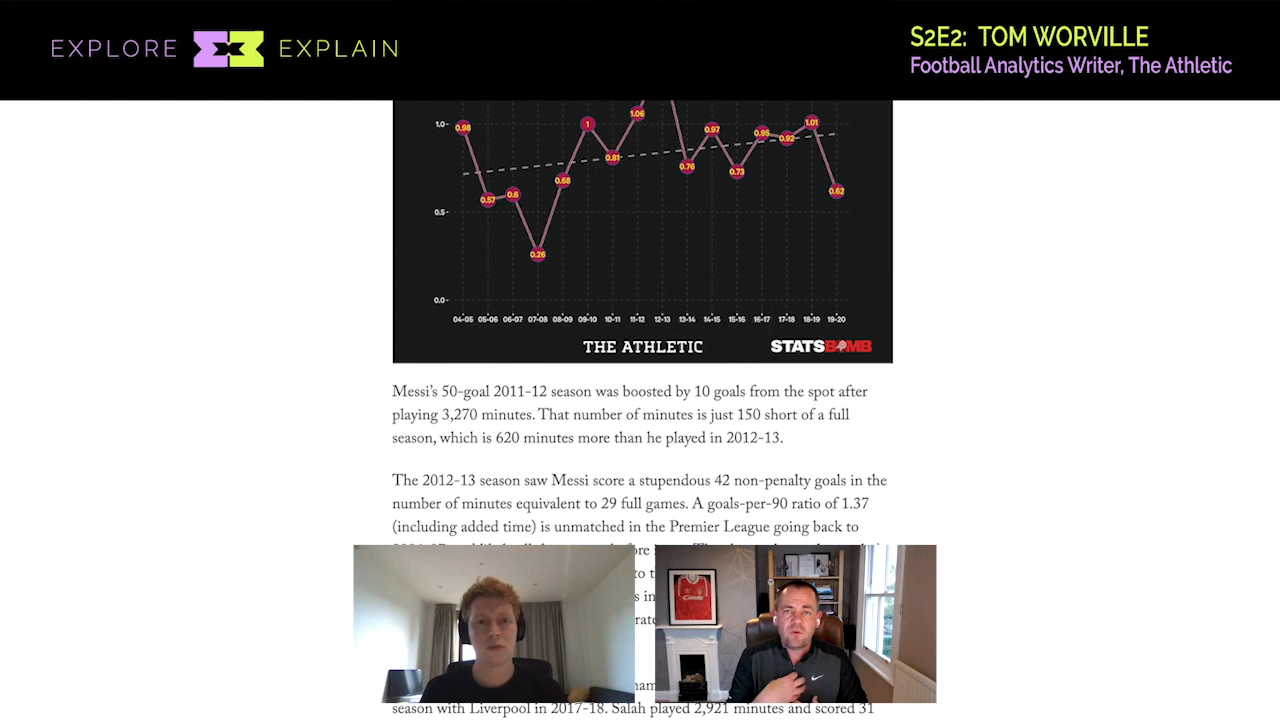 EXPLORE EXPLAIN
S2E2: TOM WORVILLE
Football Analytics Writer, The Athletic
1.0
0.98
1
1.06
0.97
0.95
0.92
1.01
0.81
0.76
0.73
0.68
0.57
0.6
0.62
0.5
0.26
0.0
04-05 05-06 06-07 07-08 08-09 09-10 10-11 11-12 12-13 13-14 14-15 15-16 16-17 17-18 18-19 19-20
THE ATHLETIC
STATSBOMB
Messi’s 50-goal 2011-12 season was boosted by 10 goals from the spot after
playing 3,270 minutes. That number of minutes is just 150 short of a full
season, which is 620 minutes more than he played in 2012-13.
The 2012-13 season saw Messi score a stupendous 42 non-penalty goals in the
number of minutes equivalent to 29 full games. A goals-per-90 ratio of 1.37
(including added time) is unmatched in the Premier League going back to
season with Liverpool in 2017-18. Salah played 2,921 minutes and scored 31